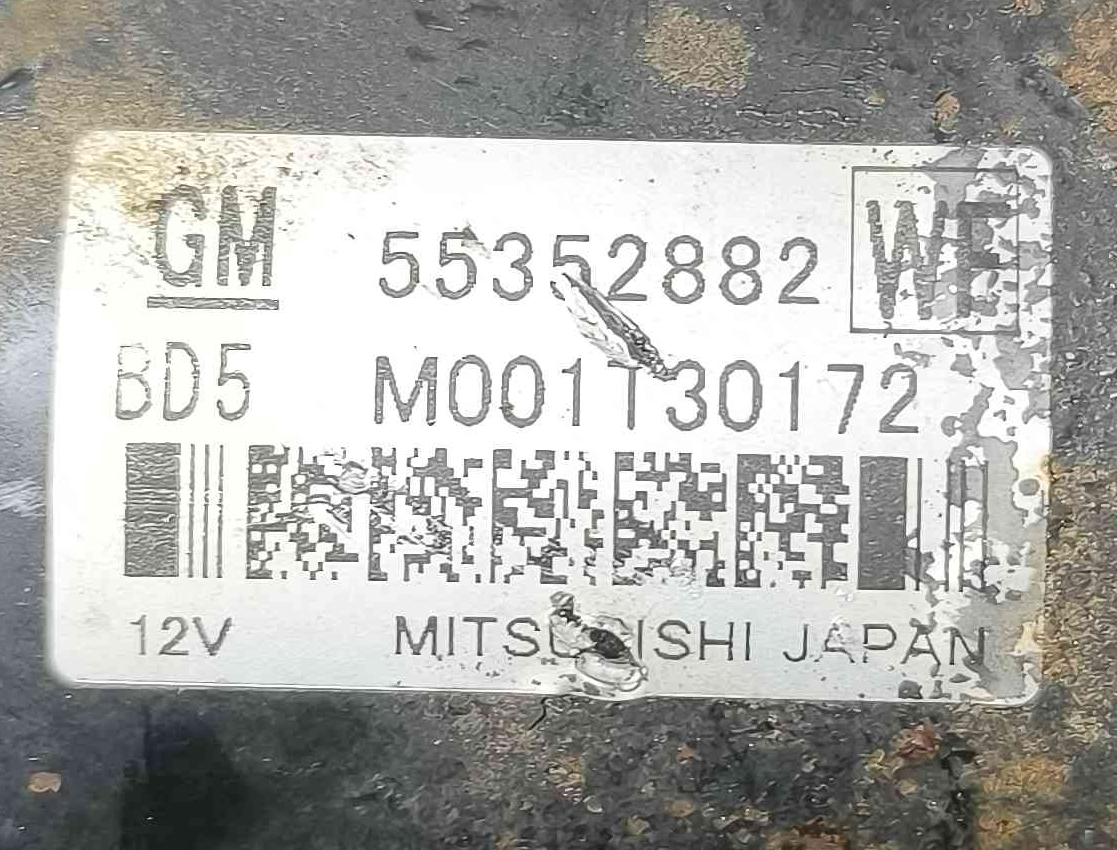 GM 55352882 WE
BD5 M001T30172
12V MITSUBISHI JAPAN